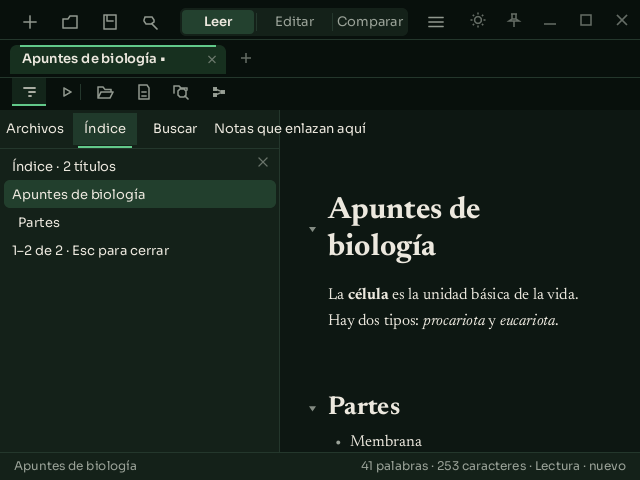 Leer Editar Comparar
Apuntes de biología •
Archivos Índice Buscar Notas que enlazan aquí
Índice · 2 títulos
Apuntes de biología
Partes
1–2 de 2 · Esc para cerrar
Apuntes de
biología
La célula es la unidad básica de la vida.
Hay dos tipos: procariota y eucariota.
Partes
• Membrana
Apuntes de biología 41 palabras · 253 caracteres · Lectura · nuevo